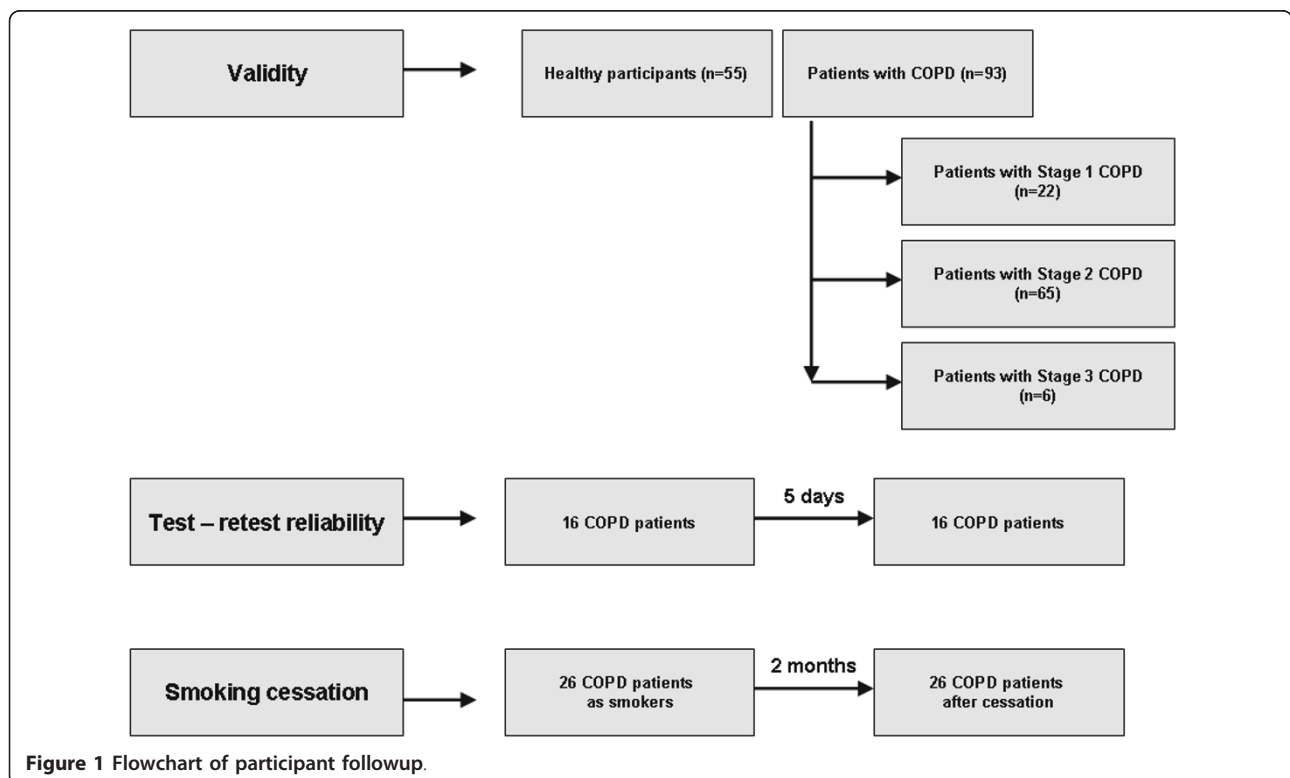 Validity
Healthy participants (n=55)
Patients with COPD (n=93)
Patients with Stage 1 COPD
(n=22)
Patients with Stage 2 COPD
(n=65)
Patients with Stage 3 COPD
(n=6)
Test – retest reliability
16 COPD patients
5 days
16 COPD patients
Smoking cessation
26 COPD patients
as smokers
2 months
26 COPD patients
after cessation
Figure 1 Flowchart of participant followup.